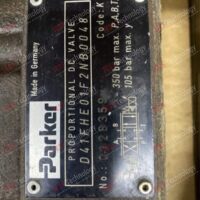 Made in Germany
Parker
PROPORTIONAL DC VALVE
D41FHE01F2NB0048
Code: K
350 bar max. P,A,B,T
105 bar max.
A B